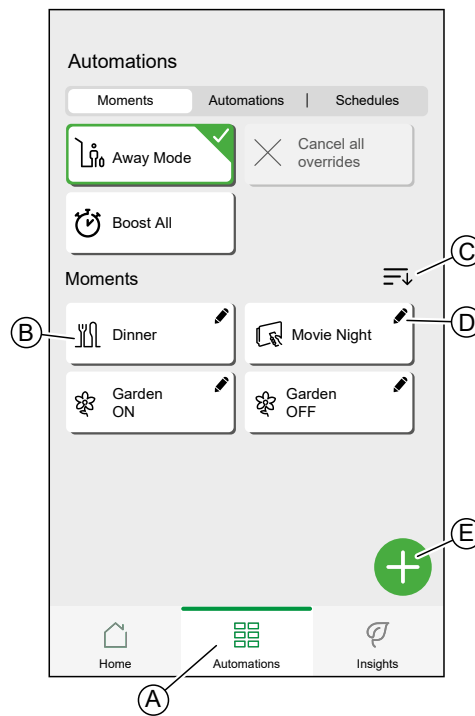 Automations
Moments Automations | Schedules
Away Mode
Cancel all
overrides
Boost All
C
Moments
B
Dinner
Movie Night
D
Garden
ON
Garden
OFF
E
Home Automations Insights
A